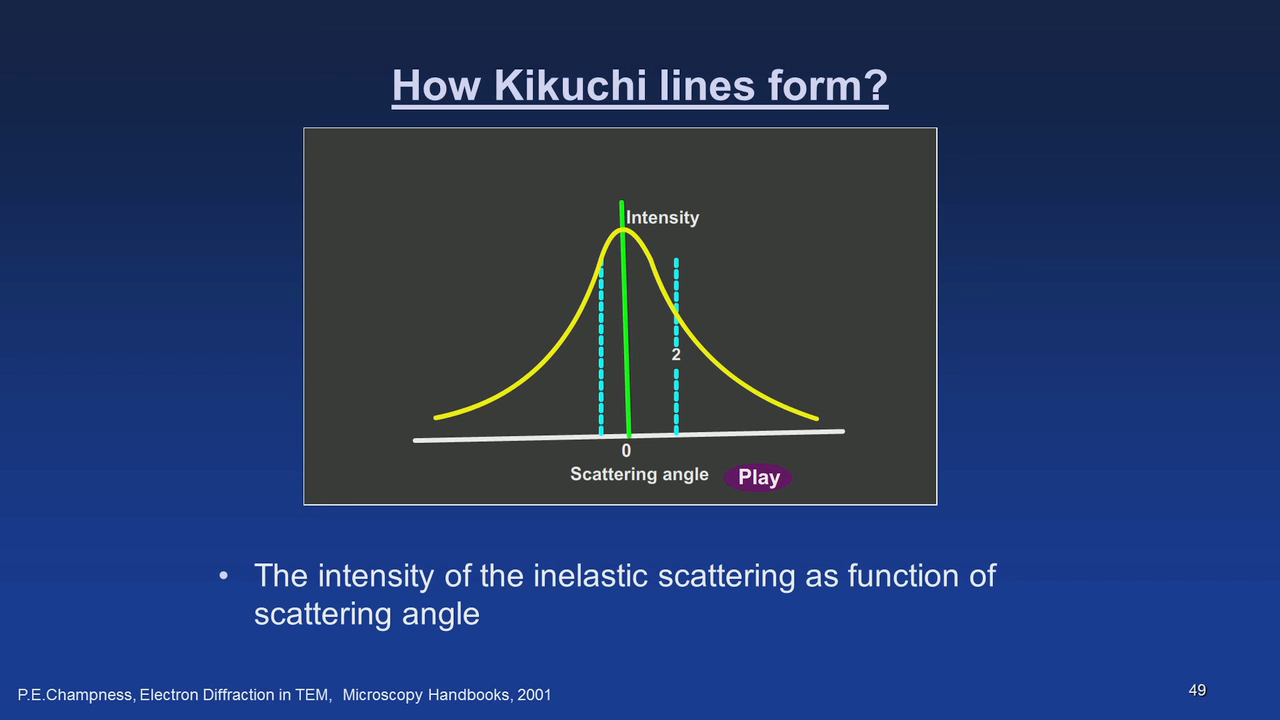 How Kikuchi lines form?
Intensity
2
0
Scattering angle
Play
• The intensity of the inelastic scattering as function of
scattering angle
P.E.Champness, Electron Diffraction in TEM, Microscopy Handbooks, 2001
49